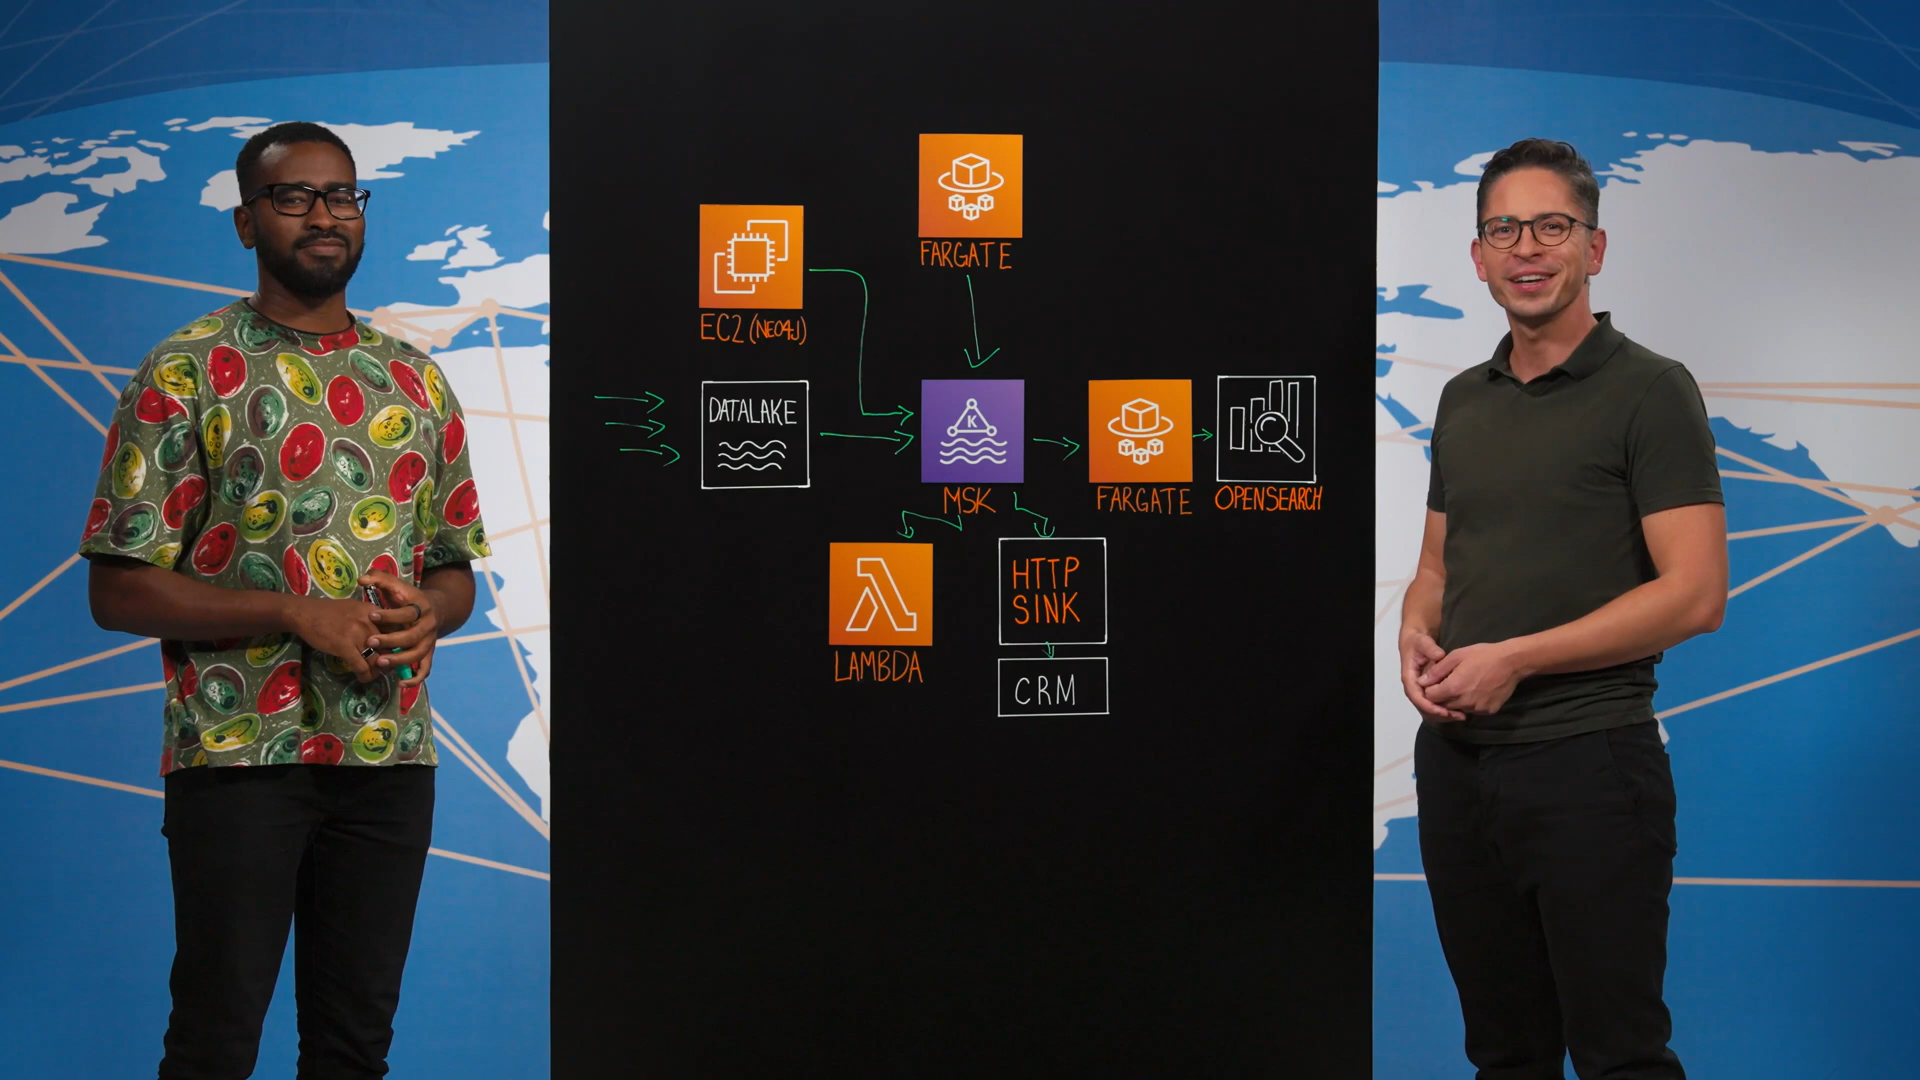 FARGATE
EC2 (NEO4J)
DATALAKE
K
MSK
FARGATE
OPENSEARCH
LAMBDA
HTTP
SINK
CRM